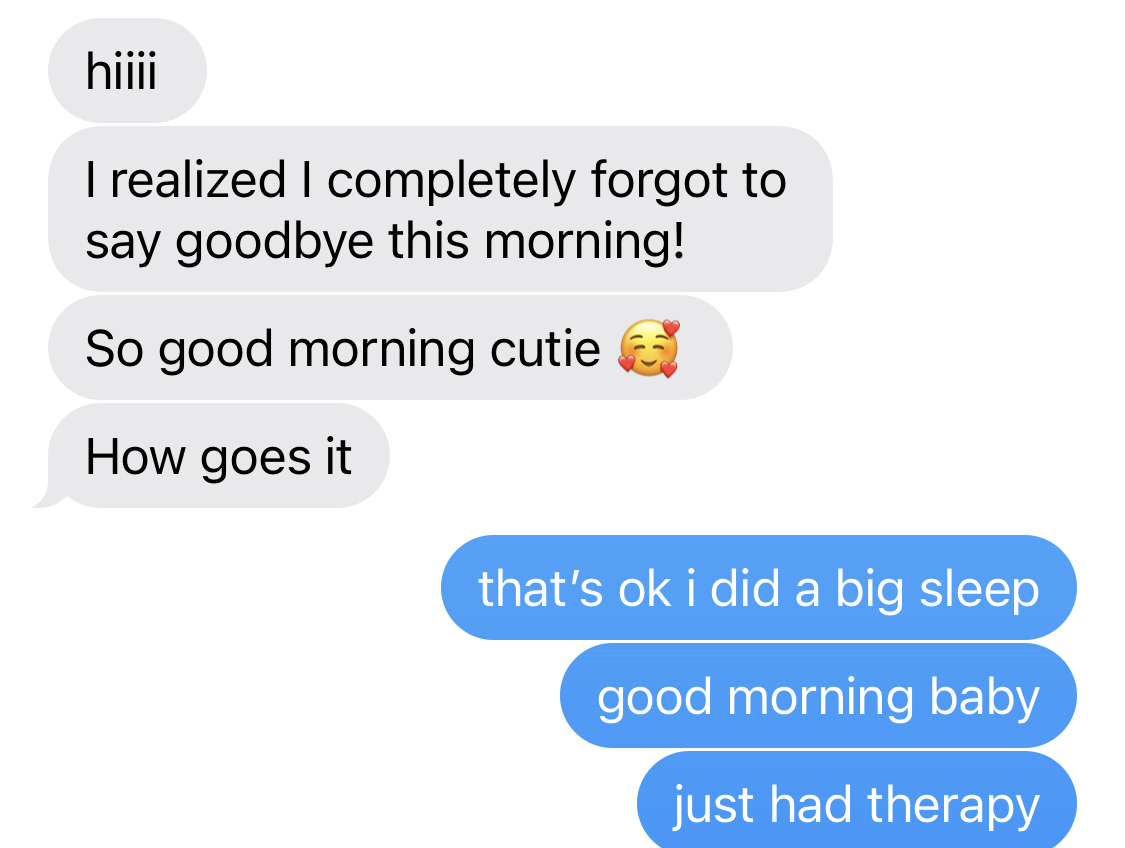 hiiii
I realized I completely forgot to
say goodbye this morning!
So good morning cutie 🥰
How goes it
that’s ok i did a big sleep
good morning baby
just had therapy